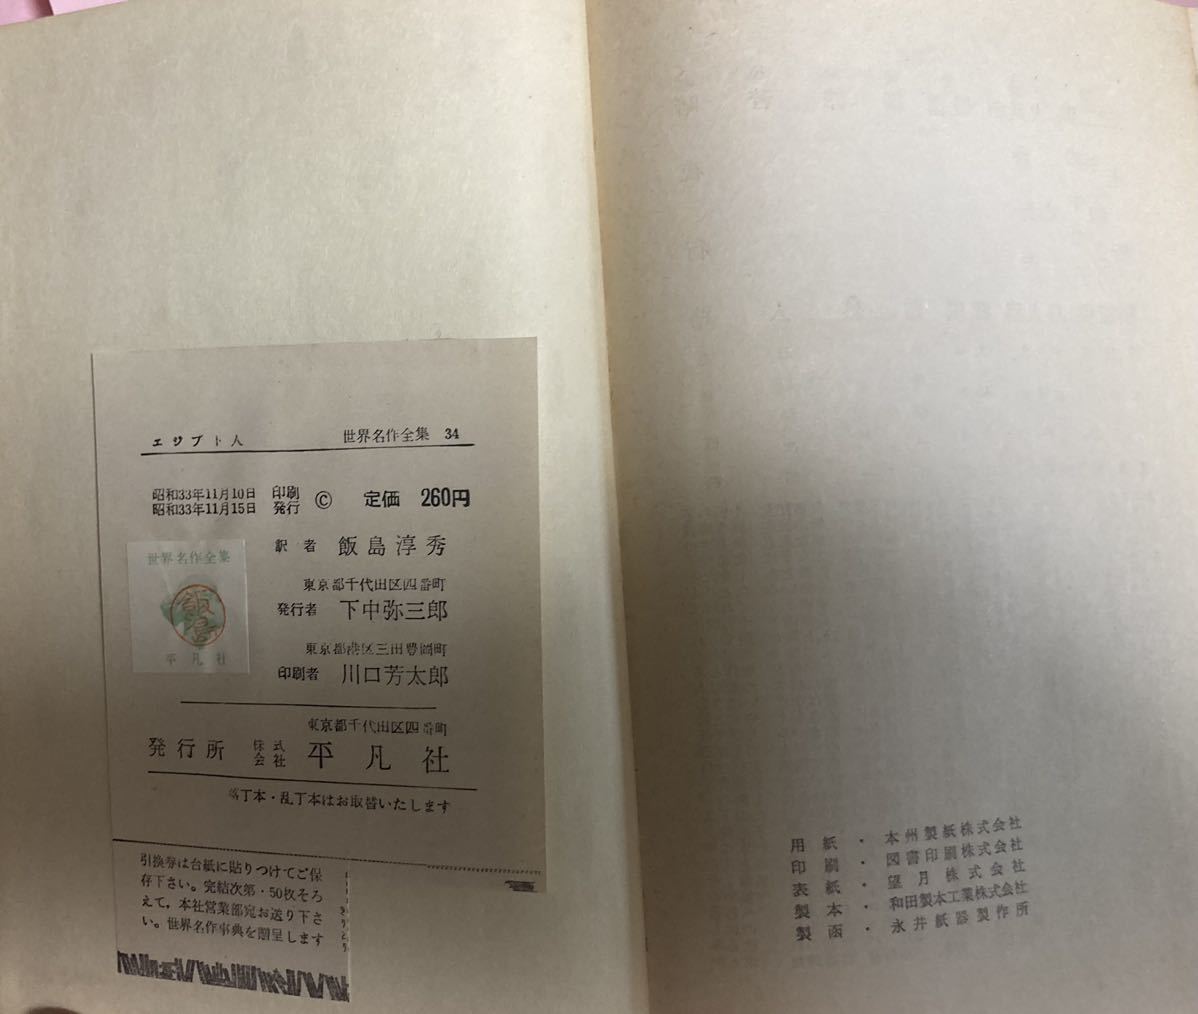 エジプト人 世界名作全集 34
昭和33年11月10日 印刷
昭和33年11月15日 発行
© 定価 260円
訳者 飯島淳秀
東京都千代田区四番町
発行者 下中弥三郎
東京都港区三田豊岡町
印刷者 川口芳太郎
東京都千代田区四番町
発行所 株式会社 平凡社
落丁本・乱丁本はお取替いたします
世界名作全集
飯島
平凡社
引換券は台紙に貼りつけてご保
存下さい。完結次第・50枚そろ
えて，本社営業部宛お送り下さ
い。世界名作事典を贈呈します
用紙・本州製紙株式会社
印刷・図書印刷株式会社
表紙・望月株式会社
製本・和田製本工業株式会社
製函・永井紙器製作所